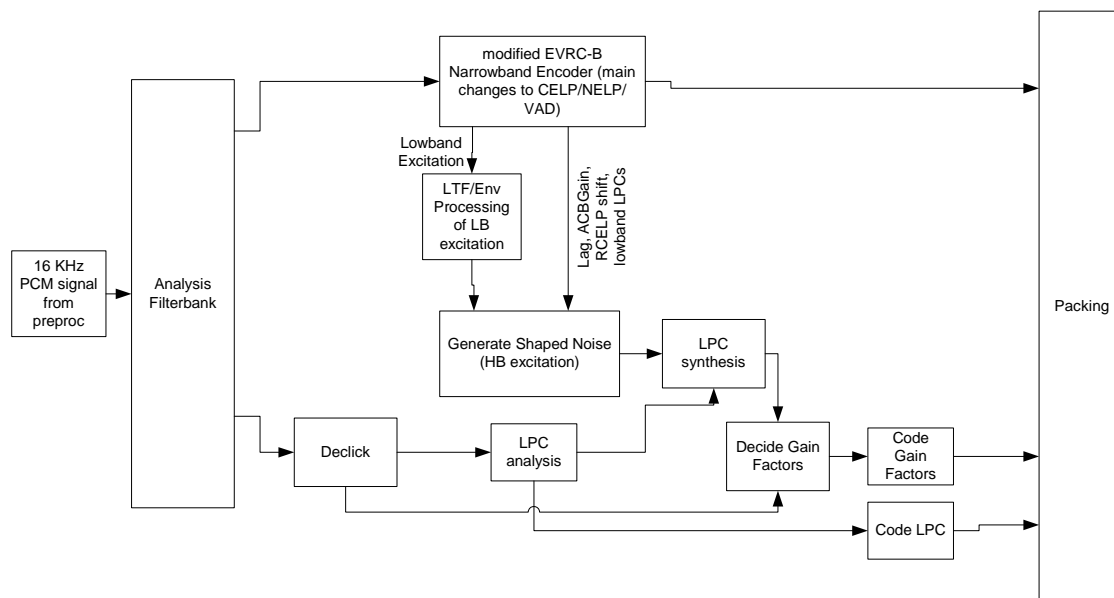 modified EVRC-B
Narrowband Encoder (main
changes to CELP/NELP/
VAD)
Lowband
Excitation
LTF/Env
Processing
of LB
excitation
Lag, ACBGain,
RCELP shift,
lowband LPCs
16 KHz
PCM signal
from
preproc
Analysis
Filterbank
Packing
Generate Shaped Noise
(HB excitation)
LPC
synthesis
Declick
LPC
analysis
Decide Gain
Factors
Code
Gain
Factors
Code LPC